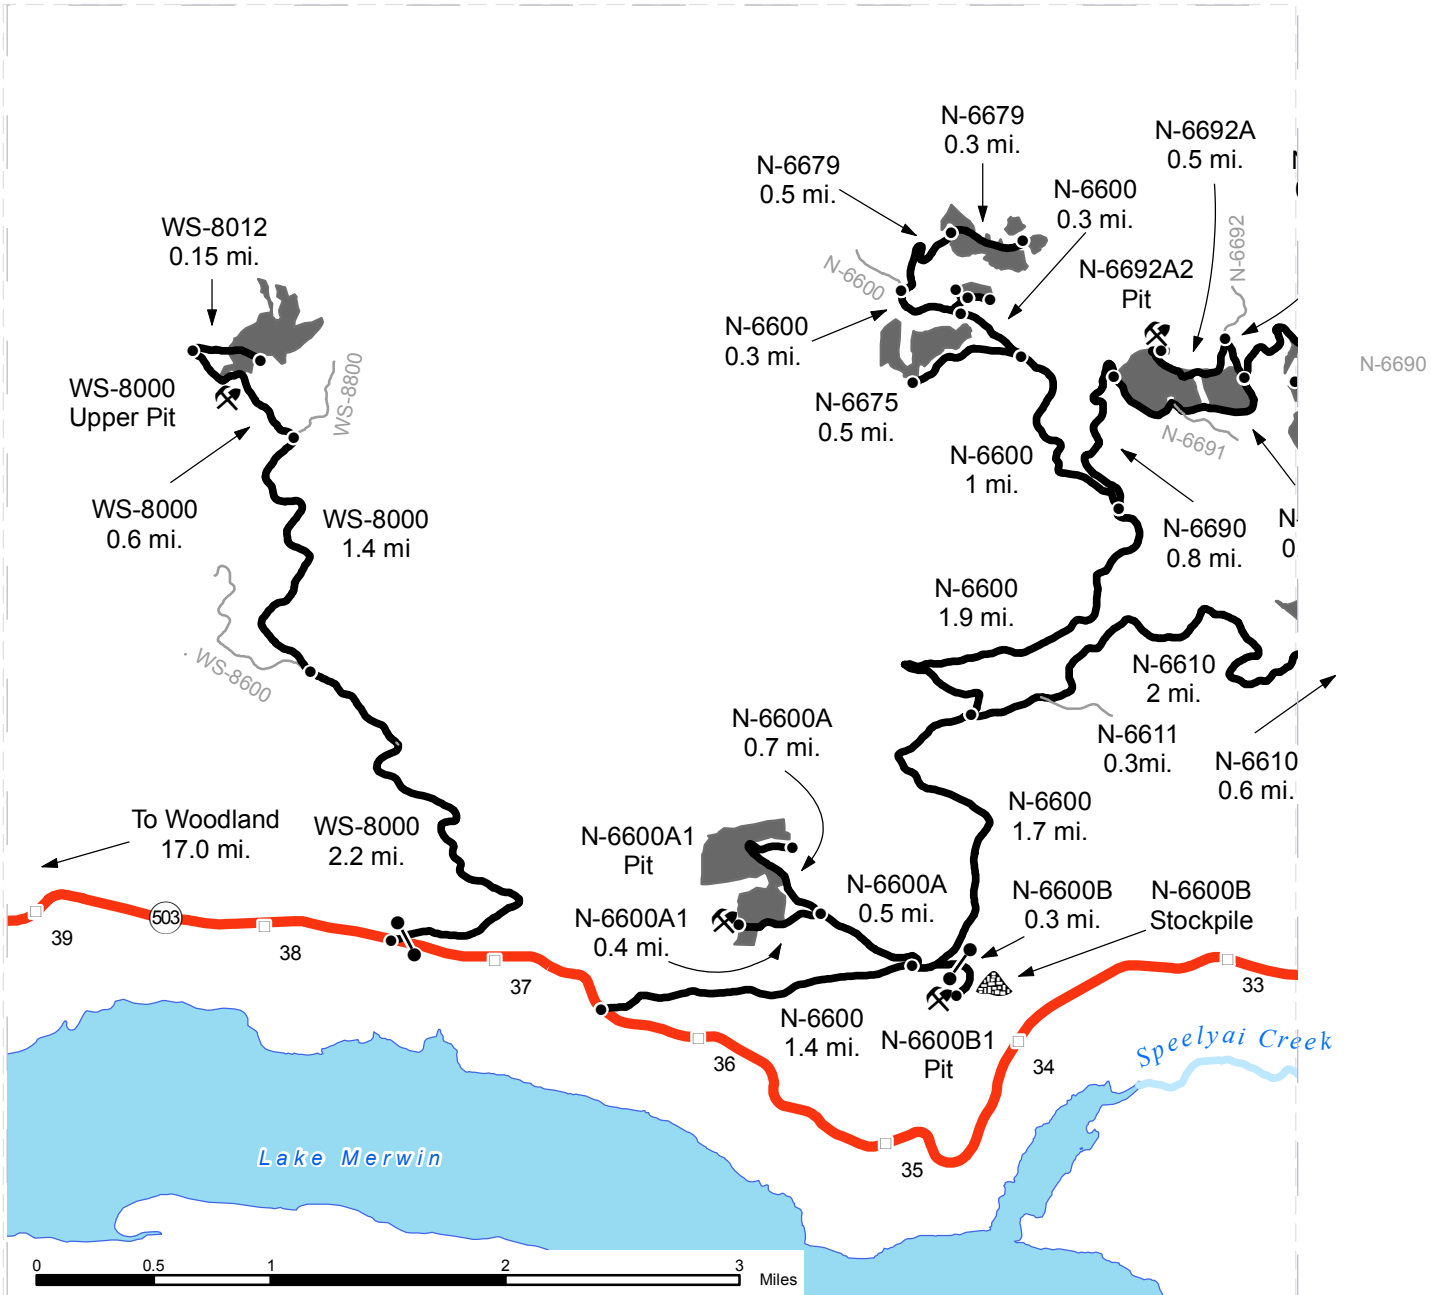 N-6679
0.3 mi.
N-6692A
0.5 mi.
N-6679
0.5 mi.
N-6600
0.3 mi.
WS-8012
0.15 mi.
N-6692
N-6600
N-6692A2
Pit
N-6600
0.3 mi.
N-6690
WS-8800
WS-8000
Upper Pit
N-6675
0.5 mi.
N-6691
N-6600
1 mi.
WS-8000
0.6 mi.
WS-8000
1.4 mi
N-6690
0.8 mi.
N-
0.
N-6600
1.9 mi.
WS-8600
N-6610
2 mi.
N-6600A
0.7 mi.
N-6611
0.3mi.
N-6610
0.6 mi.
To Woodland
17.0 mi.
WS-8000
2.2 mi.
N-6600
1.7 mi.
N-6600A1
Pit
N-6600A
0.5 mi.
N-6600B
0.3 mi.
N-6600B
Stockpile
N-6600A1
0.4 mi.
503
39
38
37
33
N-6600
1.4 mi.
N-6600B1
Pit
Speelyai Creek
36
34
Lake Merwin
35
0
0.5
1
2
3
Miles